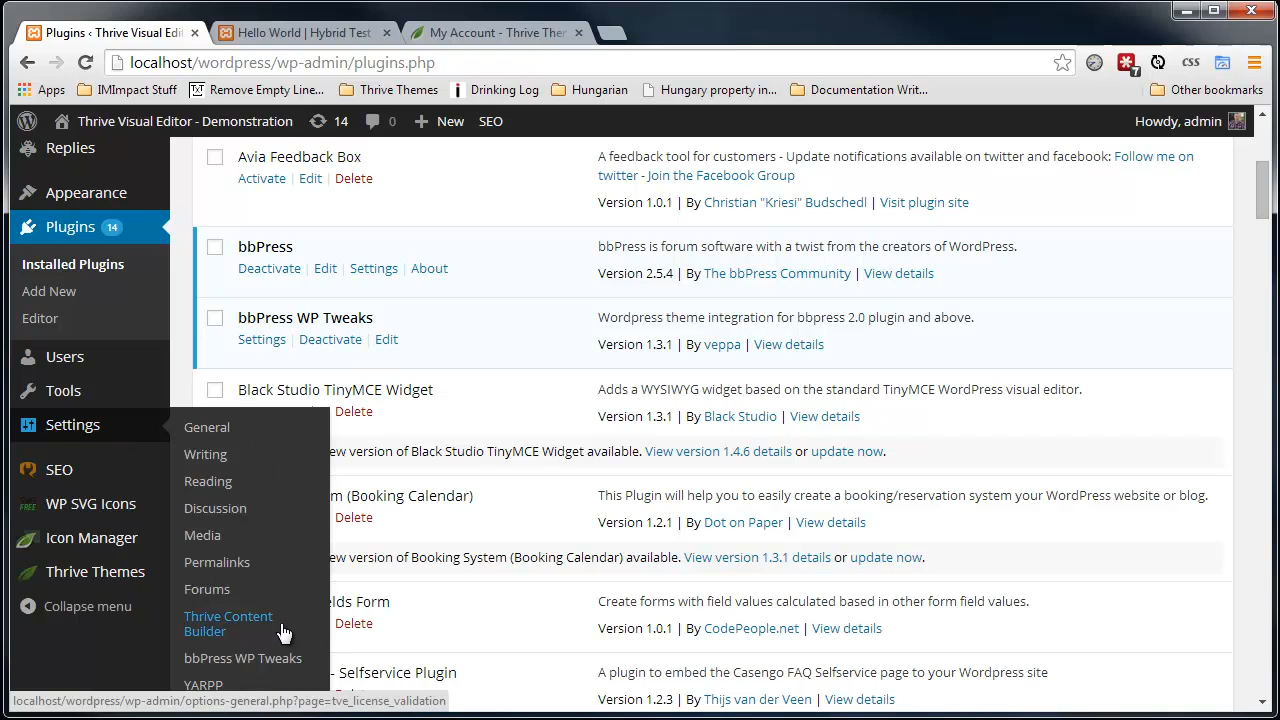 Plugins ‹ Thrive Visual Edit
Hello World | Hybrid Test
My Account - Thrive Ther
localhost/wordpress/wp-admin/plugins.php
7
CSS
Apps
IMImpact Stuff
Remove Empty Line...
Thrive Themes
Drinking Log
Hungarian
Hungary property in...
Documentation Writ...
Other bookmarks
Thrive Visual Editor - Demonstration
14
0
New
SEO
Howdy, admin
Replies
Appearance
Plugins 14
Installed Plugins
Add New
Editor
Users
Tools
Settings
SEO
WP SVG Icons
Icon Manager
Thrive Themes
Collapse menu
General
Writing
Reading
Discussion
Media
Permalinks
Forums
Thrive Content
Builder
bbPress WP Tweaks
YARPP
Avia Feedback Box
Activate | Edit | Delete
A feedback tool for customers - Update notifications available on twitter and facebook: Follow me on
twitter - Join the Facebook Group
Version 1.0.1 | By Christian "Kriesi" Budschedl | Visit plugin site
bbPress
Deactivate | Edit | Settings | About
bbPress is forum software with a twist from the creators of WordPress.
Version 2.5.4 | By The bbPress Community | View details
bbPress WP Tweaks
Settings | Deactivate | Edit
Wordpress theme integration for bbpress 2.0 plugin and above.
Version 1.3.1 | By veppa | View details
Black Studio TinyMCE Widget
Delete
Adds a WYSIWYG widget based on the standard TinyMCE WordPress visual editor.
Version 1.3.1 | By Black Studio | View details
ew version of Black Studio TinyMCE Widget available. View version 1.4.6 details or update now.
m (Booking Calendar)
Delete
This Plugin will help you to easily create a booking/reservation system your WordPress website or blog.
Version 1.2.1 | By Dot on Paper | View details
ew version of Booking System (Booking Calendar) available. View version 1.3.1 details or update now.
elds Form
Delete
Create forms with field values calculated based in other form field values.
Version 1.0.1 | By CodePeople.net | View details
- Selfservice Plugin
A plugin to embed the Casengo FAQ Selfservice page to your Wordpress site
Version 1.2.3 | By Thijs van der Veen | View details
localhost/wordpress/wp-admin/options-general.php?page=tve_license_validation